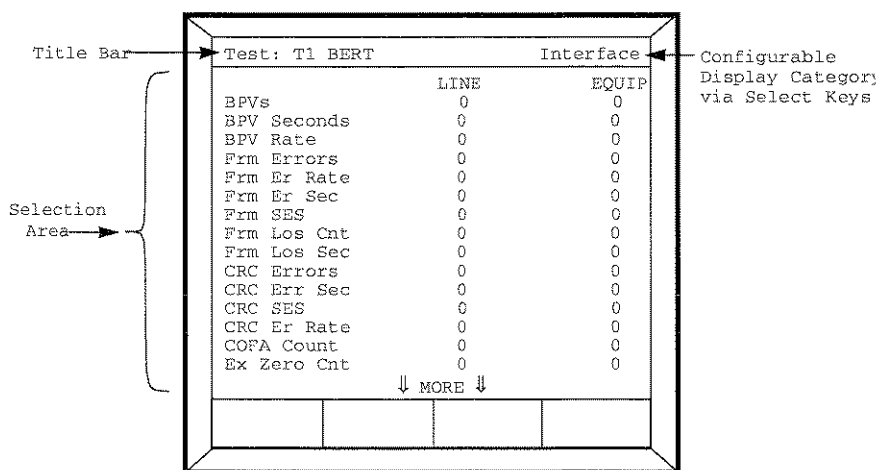 Title Bar
Test: T1 BERT Interface
Configurable
Display Category
via Select Keys
LINE EQUIP
BPVs 0 0
BPV Seconds 0 0
BPV Rate 0 0
Frm Errors 0 0
Frm Er Rate 0 0
Frm Er Sec 0 0
Frm SES 0 0
Frm Los Cnt 0 0
Frm Los Sec 0 0
CRC Errors 0 0
CRC Err Sec 0 0
CRC SES 0 0
CRC Er Rate 0 0
COFA Count 0 0
Ex Zero Cnt 0 0
⇓ MORE ⇓
Selection
Area